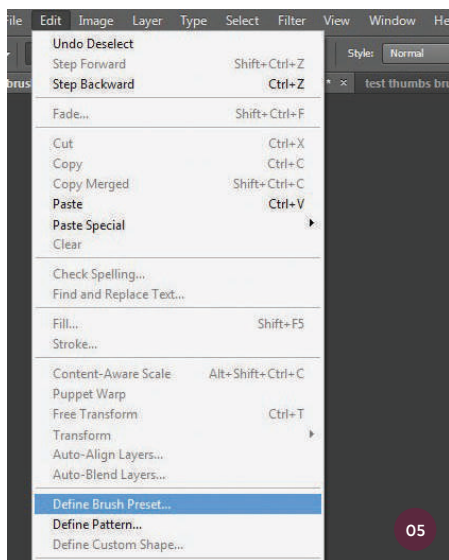 File Edit Image Layer Type Select Filter View Window He
Style: Normal
brus * × test thumbs bru
Undo Deselect
Step Forward Shift+Ctrl+Z
Step Backward Ctrl+Z
Fade... Shift+Ctrl+F
Cut Ctrl+X
Copy Ctrl+C
Copy Merged Shift+Ctrl+C
Paste Ctrl+V
Paste Special
Clear
Check Spelling...
Find and Replace Text...
Fill... Shift+F5
Stroke...
Content-Aware Scale Alt+Shift+Ctrl+C
Puppet Warp
Free Transform Ctrl+T
Transform
Auto-Align Layers...
Auto-Blend Layers...
Define Brush Preset...
Define Pattern...
Define Custom Shape...
05